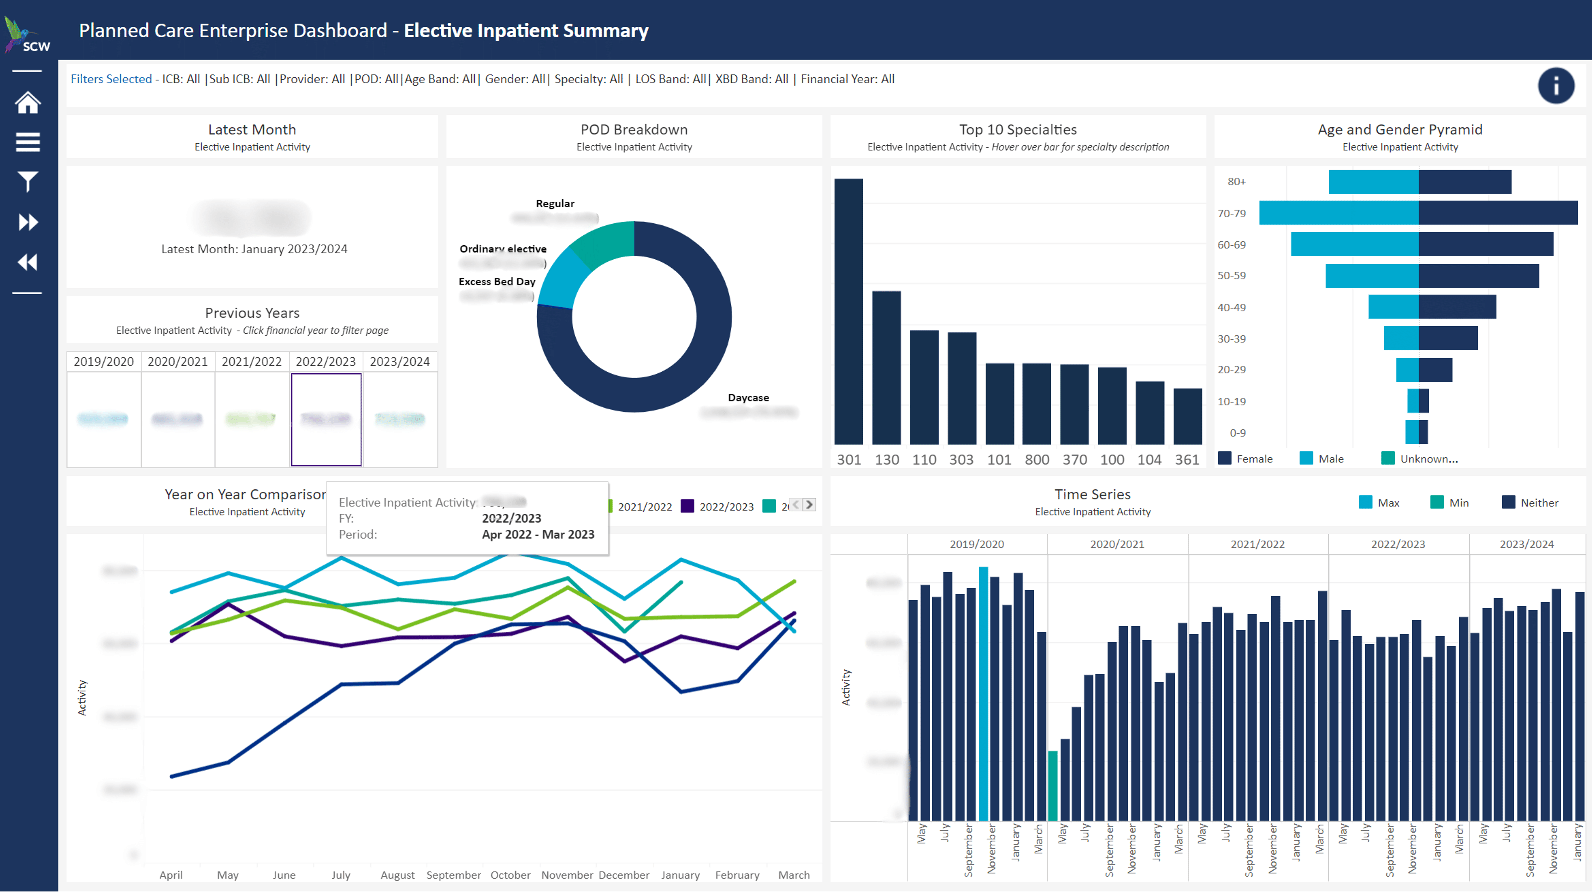 SCW
Planned Care Enterprise Dashboard - Elective Inpatient Summary
Filters Selected - ICB: All |Sub ICB: All |Provider: All |POD: All|Age Band: All| Gender: All| Specialty: All | LOS Band: All| XBD Band: All | Financial Year: All
i
Latest Month
Elective Inpatient Activity
Latest Month: January 2023/2024
Previous Years
Elective Inpatient Activity - Click financial year to filter page
2019/2020 2020/2021 2021/2022 2022/2023 2023/2024
POD Breakdown
Elective Inpatient Activity
Regular
Ordinary elective
Excess Bed Day
Daycase
Top 10 Specialties
Elective Inpatient Activity - Hover over bar for specialty description
301 130 110 303 101 800 370 100 104 361
Age and Gender Pyramid
Elective Inpatient Activity
80+
70-79
60-69
50-59
40-49
30-39
20-29
10-19
0-9
Female Male Unknown...
Year on Year Comparison
Elective Inpatient Activity
2021/2022 2022/2023
Elective Inpatient Activity:
FY: 2022/2023
Period: Apr 2022 - Mar 2023
Activity
April May June July August September October November December January February March
Time Series
Elective Inpatient Activity
Max Min Neither
2019/2020 2020/2021 2021/2022 2022/2023 2023/2024
Activity
May July September November January March May July September November January March May July September November January March May July September November January March May July September November January